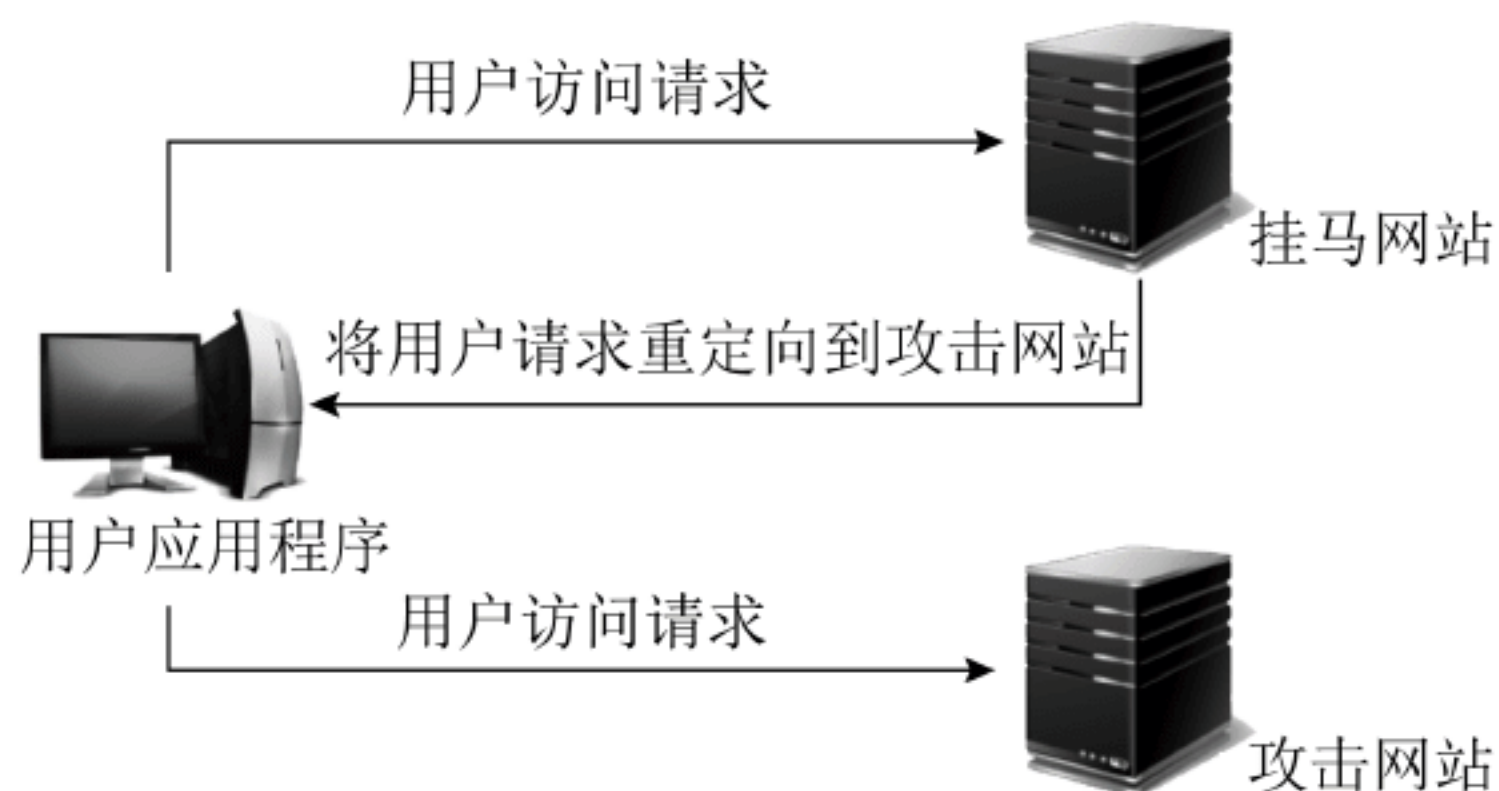 用户访问请求
挂马网站
将用户请求重定向到攻击网站
用户应用程序
用户访问请求
攻击网站